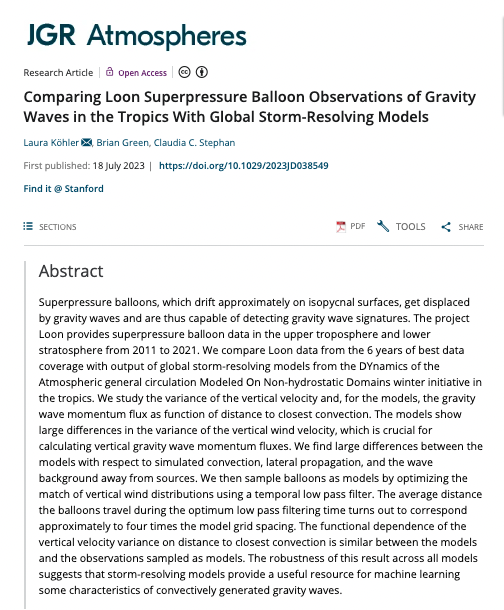 JGR Atmospheres
Research Article | Open Access | cc
Comparing Loon Superpressure Balloon Observations of Gravity
Waves in the Tropics With Global Storm-Resolving Models
Laura Köhler, Brian Green, Claudia C. Stephan
First published: 18 July 2023 | https://doi.org/10.1029/2023JD038549
Find it @ Stanford
SECTIONS PDF TOOLS SHARE
Abstract
Superpressure balloons, which drift approximately on isopycnal surfaces, get displaced
by gravity waves and are thus capable of detecting gravity wave signatures. The project
Loon provides superpressure balloon data in the upper troposphere and lower
stratosphere from 2011 to 2021. We compare Loon data from the 6 years of best data
coverage with output of global storm-resolving models from the DYnamics of the
Atmospheric general circulation Modeled On Non-hydrostatic Domains winter initiative in
the tropics. We study the variance of the vertical velocity and, for the models, the gravity
wave momentum flux as function of distance to closest convection. The models show
large differences in the variance of the vertical wind velocity, which is crucial for
calculating vertical gravity wave momentum fluxes. We find large differences between the
models with respect to simulated convection, lateral propagation, and the wave
background away from sources. We then sample balloons as models by optimizing the
match of vertical wind distributions using a temporal low pass filter. The average distance
the balloons travel during the optimum low pass filtering time turns out to correspond
approximately to four times the model grid spacing. The functional dependence of the
vertical velocity variance on distance to closest convection is similar between the models
and the observations sampled as models. The robustness of this result across all models
suggests that storm-resolving models provide a useful resource for machine learning
some characteristics of convectively generated gravity waves.